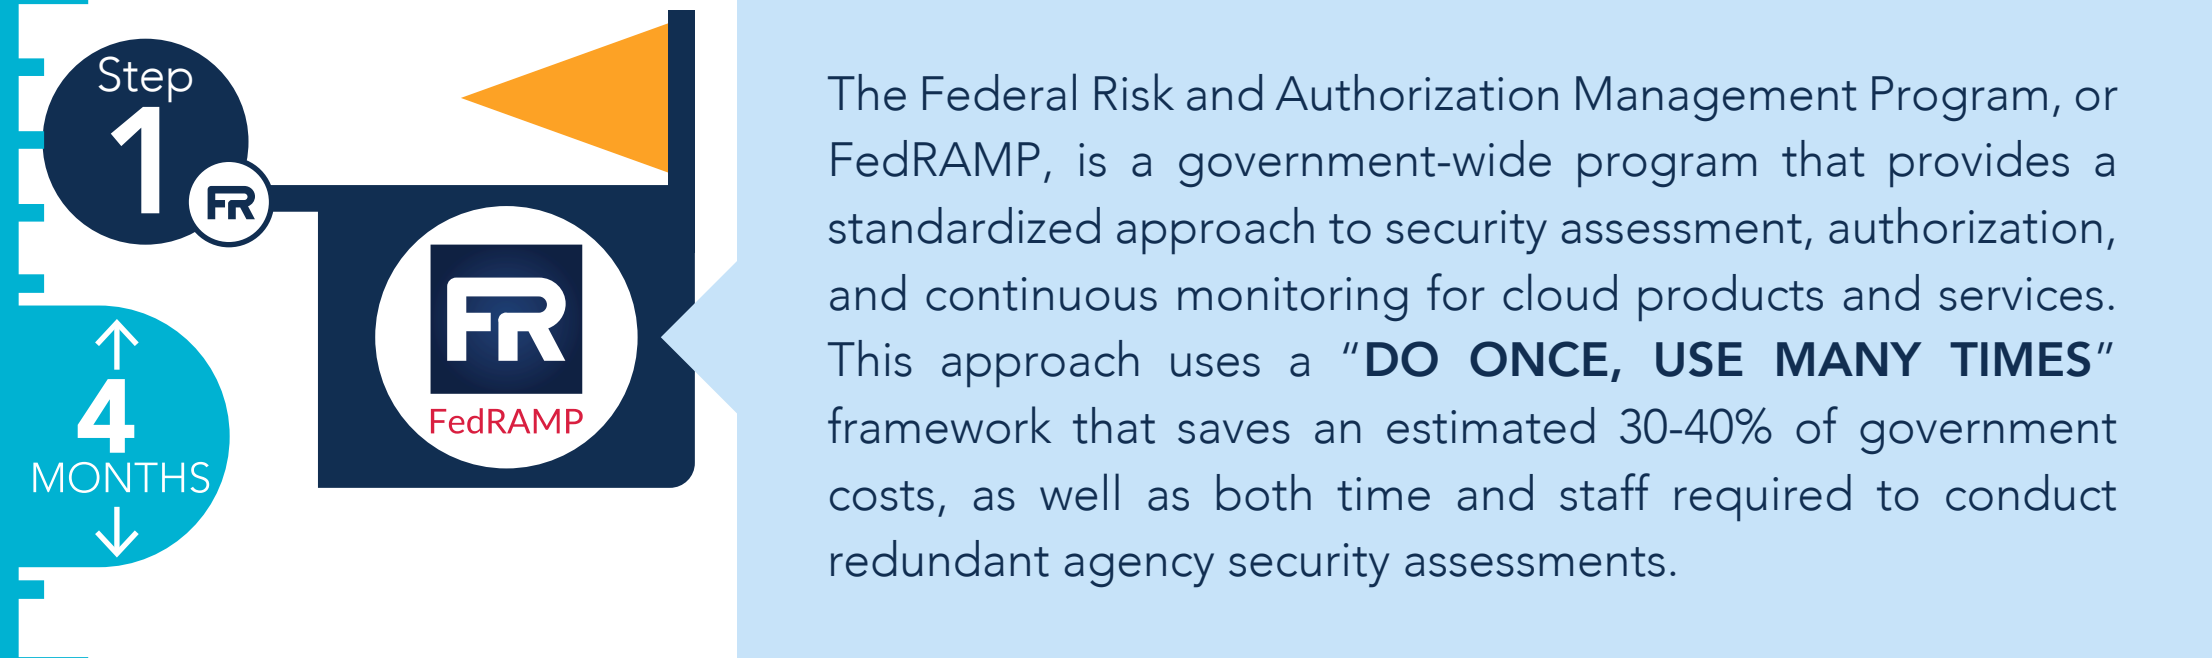 Step
1
FR
FR
FedRAMP
4
MONTHS
The Federal Risk and Authorization Management Program, or
FedRAMP, is a government-wide program that provides a
standardized approach to security assessment, authorization,
and continuous monitoring for cloud products and services.
This approach uses a “DO ONCE, USE MANY TIMES”
framework that saves an estimated 30-40% of government
costs, as well as both time and staff required to conduct
redundant agency security assessments.